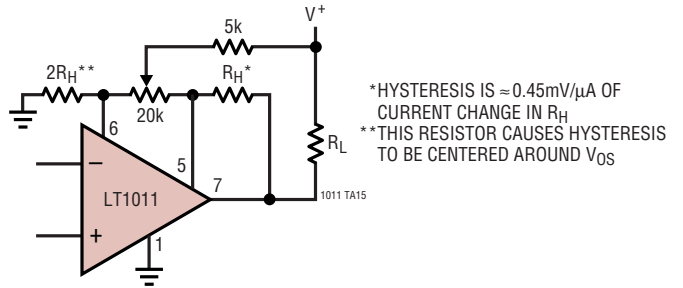 V+
5k
2RH**
RH*
20k
6
5
7
LT1011
−
+
1
RL
1011 TA15
*HYSTERESIS IS ≈0.45mV/µA OF
CURRENT CHANGE IN RH
**THIS RESISTOR CAUSES HYSTERESIS
TO BE CENTERED AROUND VOS